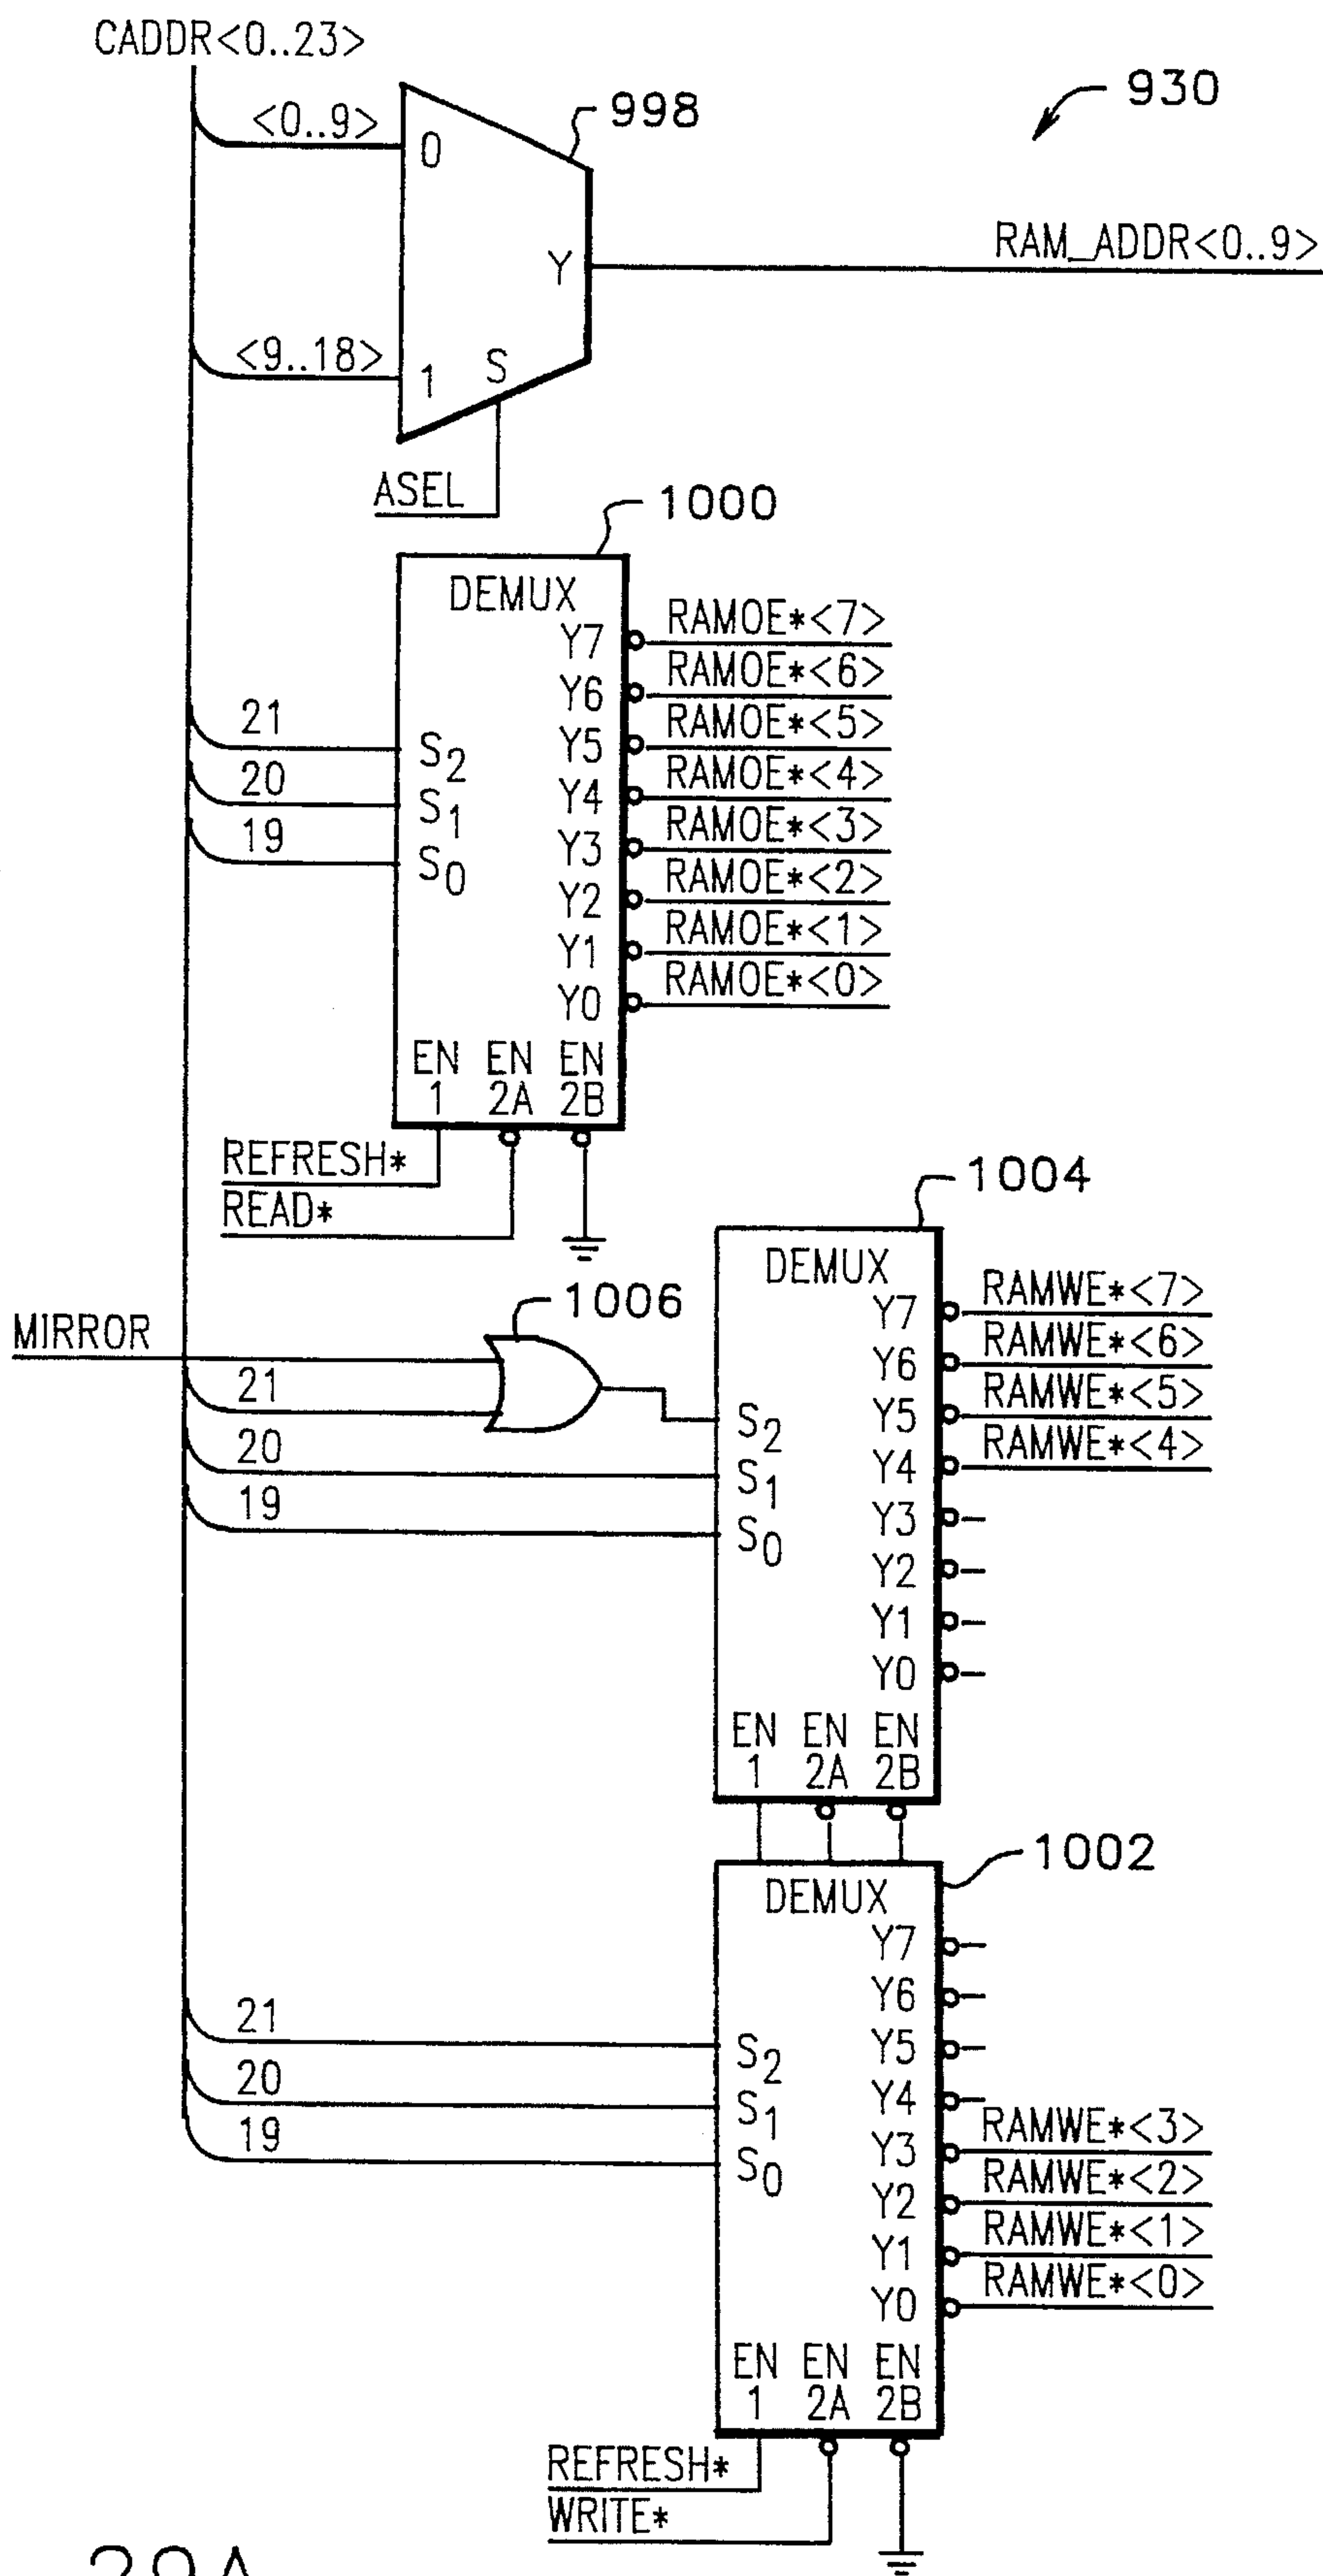 CADDR<0..23>
930
<0..9>
998
0
Y
RAM_ADDR<0..9>
<9..18>
1
S
ASEL
1000
DEMUX
Y7 RAMOE*<7>
Y6 RAMOE*<6>
21 S2 Y5 RAMOE*<5>
20 S1 Y4 RAMOE*<4>
19 S0 Y3 RAMOE*<3>
Y2 RAMOE*<2>
Y1 RAMOE*<1>
Y0 RAMOE*<0>
EN EN EN
1 2A 2B
REFRESH*
READ*
1004
DEMUX
1006
MIRROR
Y7 RAMWE*<7>
Y6 RAMWE*<6>
21 S2 Y5 RAMWE*<5>
20 S1 Y4 RAMWE*<4>
19 S0 Y3
Y2
Y1
Y0
EN EN EN
1 2A 2B
1002
DEMUX
Y7
Y6
21 S2 Y5
20 S1 Y4
19 S0 Y3 RAMWE*<3>
Y2 RAMWE*<2>
Y1 RAMWE*<1>
Y0 RAMWE*<0>
EN EN EN
1 2A 2B
REFRESH*
WRITE*
29A